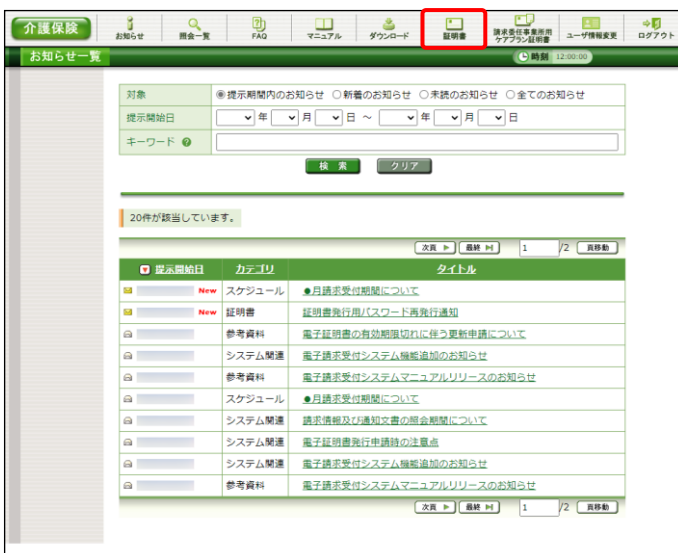 介護保険
お知らせ
照会一覧
FAQ
マニュアル
ダウンロード
証明書
請求委任事業所用
ケアプラン証明書
ユーザ情報変更
ログアウト
お知らせ一覧
時刻 12:00:00
対象 提示期間内のお知らせ 新着のお知らせ 未読のお知らせ 全てのお知らせ
提示開始日 年 月 日 ～ 年 月 日
キーワード ?
検 索 クリア
20件が該当しています。
次頁 最終 1 /2 頁移動
提示開始日 カテゴリ タイトル
New スケジュール ●月請求受付期間について
New 証明書 証明書発行用パスワード再発行通知
参考資料 電子証明書の有効期限切れに伴う更新申請について
システム関連 電子請求受付システム機能追加のお知らせ
参考資料 電子請求受付システムマニュアルリリースのお知らせ
スケジュール ●月請求受付期間について
システム関連 請求情報及び通知文書の照会期間について
システム関連 電子証明書発行申請時の注意点
システム関連 電子請求受付システム機能追加のお知らせ
参考資料 電子請求受付システムマニュアルリリースのお知らせ
次頁 最終 1 /2 頁移動